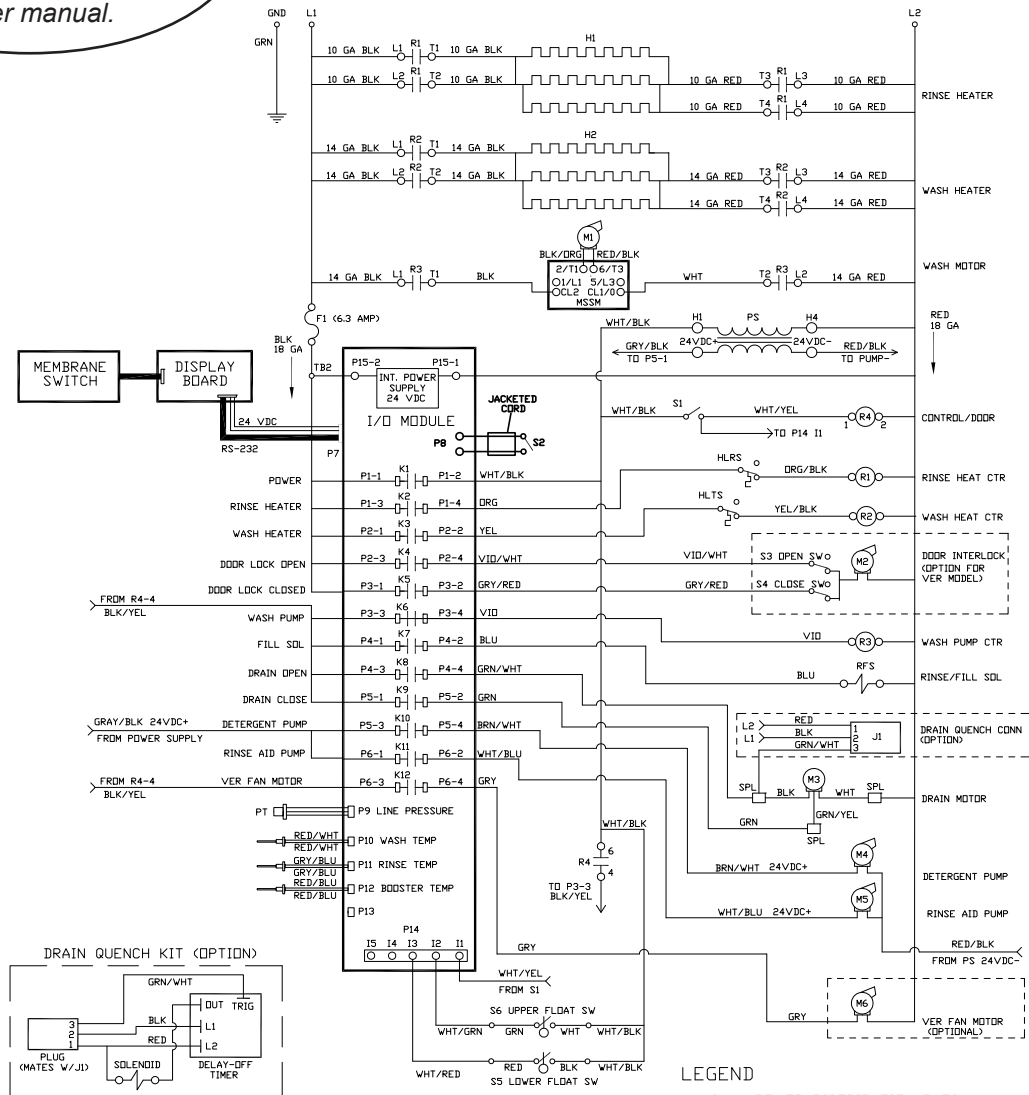 er manual.
GND L1 L2
GRN
10 GA BLK L1 R1 T1 10 GA BLK H1
10 GA BLK L2 R1 T2 10 GA BLK 10 GA RED T3 R1 L3 10 GA RED
10 GA RED T4 R1 L4 10 GA RED
RINSE HEATER
14 GA BLK L1 R2 T1 14 GA BLK H2
14 GA BLK L2 R2 T2 14 GA BLK 14 GA RED T3 R2 L3 14 GA RED
14 GA RED T4 R2 L4 14 GA RED
WASH HEATER
M1
BLK/ORG RED/BLK
2/T1 6/T3
1/L1 5/L3
CL2 CL1/0
MSSM
14 GA BLK L1 R3 T1 BLK WHT T2 R3 L2 14 GA RED
WASH MOTOR
F1 (6.3 AMP)
BLK
18 GA
WHT/BLK H1 PS H4
RED
18 GA
GRY/BLK 24VDC+ 24VDC- RED/BLK
TO P5-1 TO PUMP-
MEMBRANE
SWITCH
DISPLAY
BOARD
TB2 P15-2 P15-1
INT. POWER
SUPPLY
24 VDC
I/O MODULE
JACKETED
CORD
P8 S2
24 VDC
RS-232 P7
WHT/BLK S1 WHT/YEL 1 R4 2 CONTROL/DOOR
TO P14 I1
POWER P1-1 K1 P1-2 WHT/BLK
HLRS ORG/BLK R1 RINSE HEAT CTR
RINSE HEATER P1-3 K2 P1-4 ORG
HLTS YEL/BLK R2 WASH HEAT CTR
WASH HEATER P2-1 K3 P2-2 YEL
DOOR LOCK OPEN P2-3 K4 P2-4 VIO/WHT
VIO/WHT S3 OPEN SW M2
DOOR INTERLOCK
(OPTION FOR
VER MODEL)
DOOR LOCK CLOSED P3-1 K5 P3-2 GRY/RED
GRY/RED S4 CLOSE SW
FROM R4-4
BLK/YEL
WASH PUMP P3-3 K6 P3-4 VIO
VIO R3 WASH PUMP CTR
FILL SOL P4-1 K7 P4-2 BLU
BLU RFS RINSE/FILL SOL
DRAIN OPEN P4-3 K8 P4-4 GRN/WHT
DRAIN CLOSE P5-1 K9 P5-2 GRN
L2 RED 1
L1 BLK 2 J1
GRN/WHT 3
DRAIN QUENCH CONN
(OPTION)
GRAY/BLK 24VDC+
FROM POWER SUPPLY
DETERGENT PUMP P5-3 K10 P5-4 BRN/WHT
RINSE AID PUMP P6-1 K11 P6-2 WHT/BLU
FROM R4-4
BLK/YEL
VER FAN MOTOR P6-3 K12 P6-4 GRY
SPL BLK M3 WHT SPL DRAIN MOTOR
GRN GRN/YEL
SPL
PT P9 LINE PRESSURE
RED/WHT
RED/WHT
P10 WASH TEMP
GRY/BLU
GRY/BLU
P11 RINSE TEMP
RED/BLU
RED/BLU
P12 BOOSTER TEMP
P13
WHT/BLK
6
R4
4
TO P3-3
BLK/YEL
BRN/WHT 24VDC+ M4 DETERGENT PUMP
WHT/BLU 24VDC+ M5 RINSE AID PUMP
RED/BLK
FROM PS 24VDC-
P14
I5 I4 I3 I2 I1
GRY
WHT/YEL
FROM S1
GRY M6
VER FAN MOTOR
(OPTIONAL)
S6 UPPER FLOAT SW
WHT/GRN GRN WHT WHT/BLK
WHT/RED RED BLK WHT/BLK
S5 LOWER FLOAT SW
DRAIN QUENCH KIT (OPTION)
GRN/WHT
OUT TRIG
3 BLK L1
2 RED L2
1
PLUG
(MATES W/J1)
SOLENOID
DELAY-OFF
TIMER
LEGEND